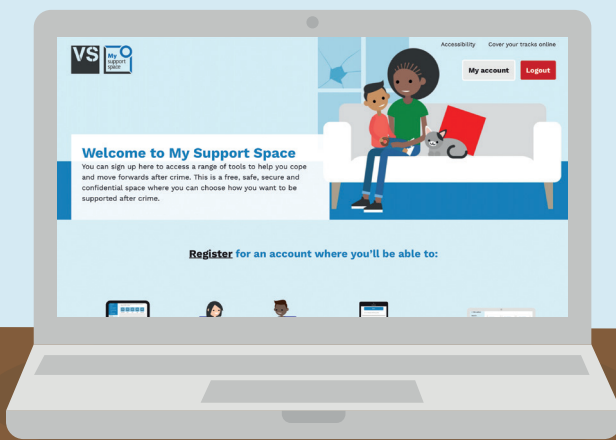 VS
My
support
space
Accessibility Cover your tracks online
My account Logout
Welcome to My Support Space
You can sign up here to access a range of tools to help you cope
and move forwards after crime. This is a free, safe, secure and
confidential space where you can choose how you want to be
supported after crime.
Register for an account where you'll be able to: